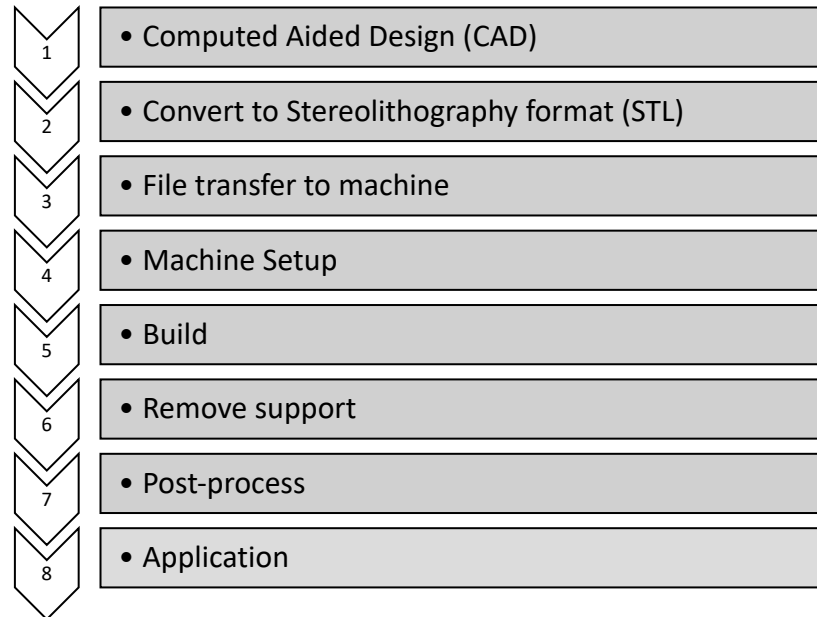 1 • Computed Aided Design (CAD)
2 • Convert to Stereolithography format (STL)
3 • File transfer to machine
4 • Machine Setup
5 • Build
6 • Remove support
7 • Post-process
8 • Application